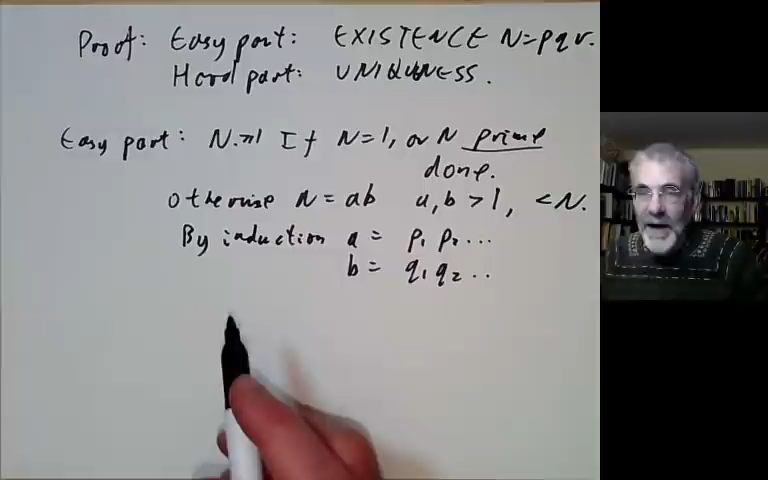 Proof: Easy part: EXISTENCE N=pqr.
Hard part: UNIQUNESS.
Easy part: N≥1 If N=1, or N prime
done.
Otherwise N=ab a,b >1, <N.
By induction a = p₁ p₂ ...
b = q₁ q₂ ..